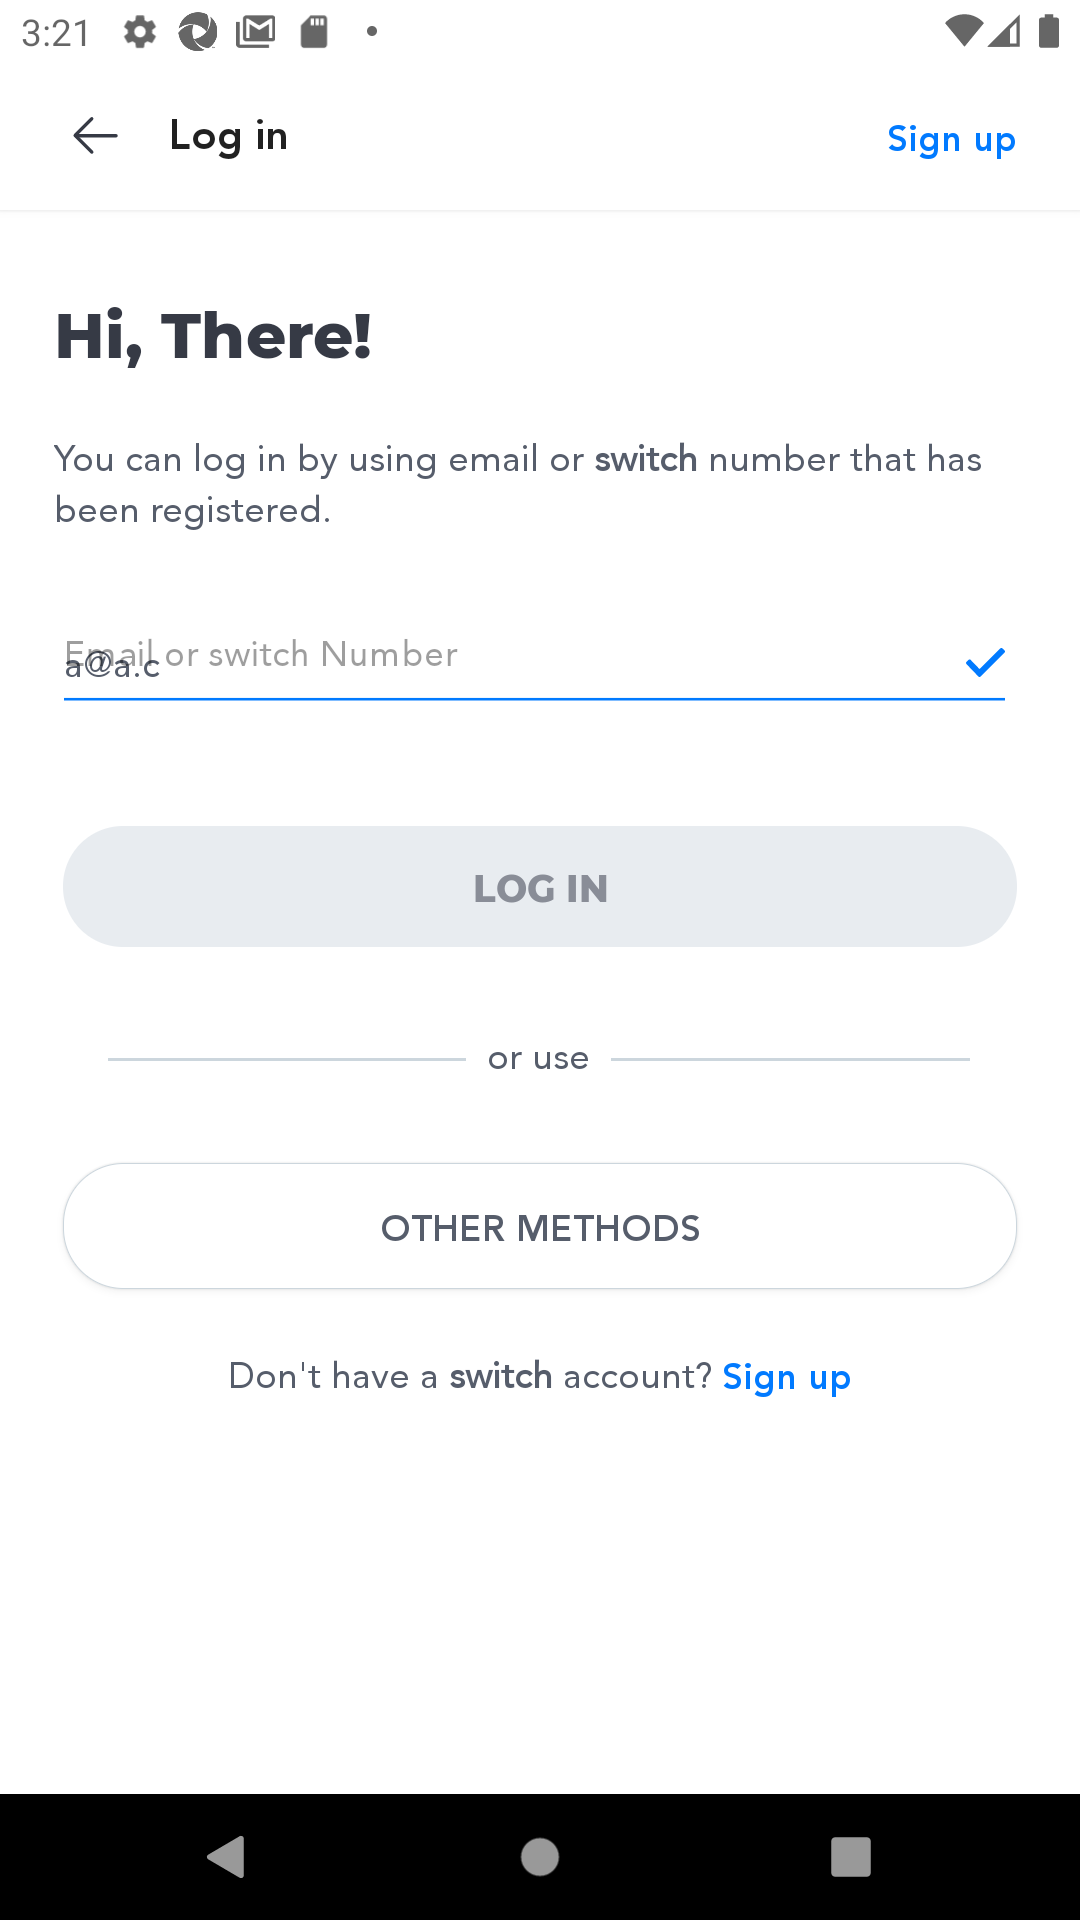 3:21
Log in
Sign up
Hi, There!
You can log in by using email or switch number that has
been registered.
Email or switch Number
a@a.c
LOG IN
or use
OTHER METHODS
Don't have a switch account? Sign up